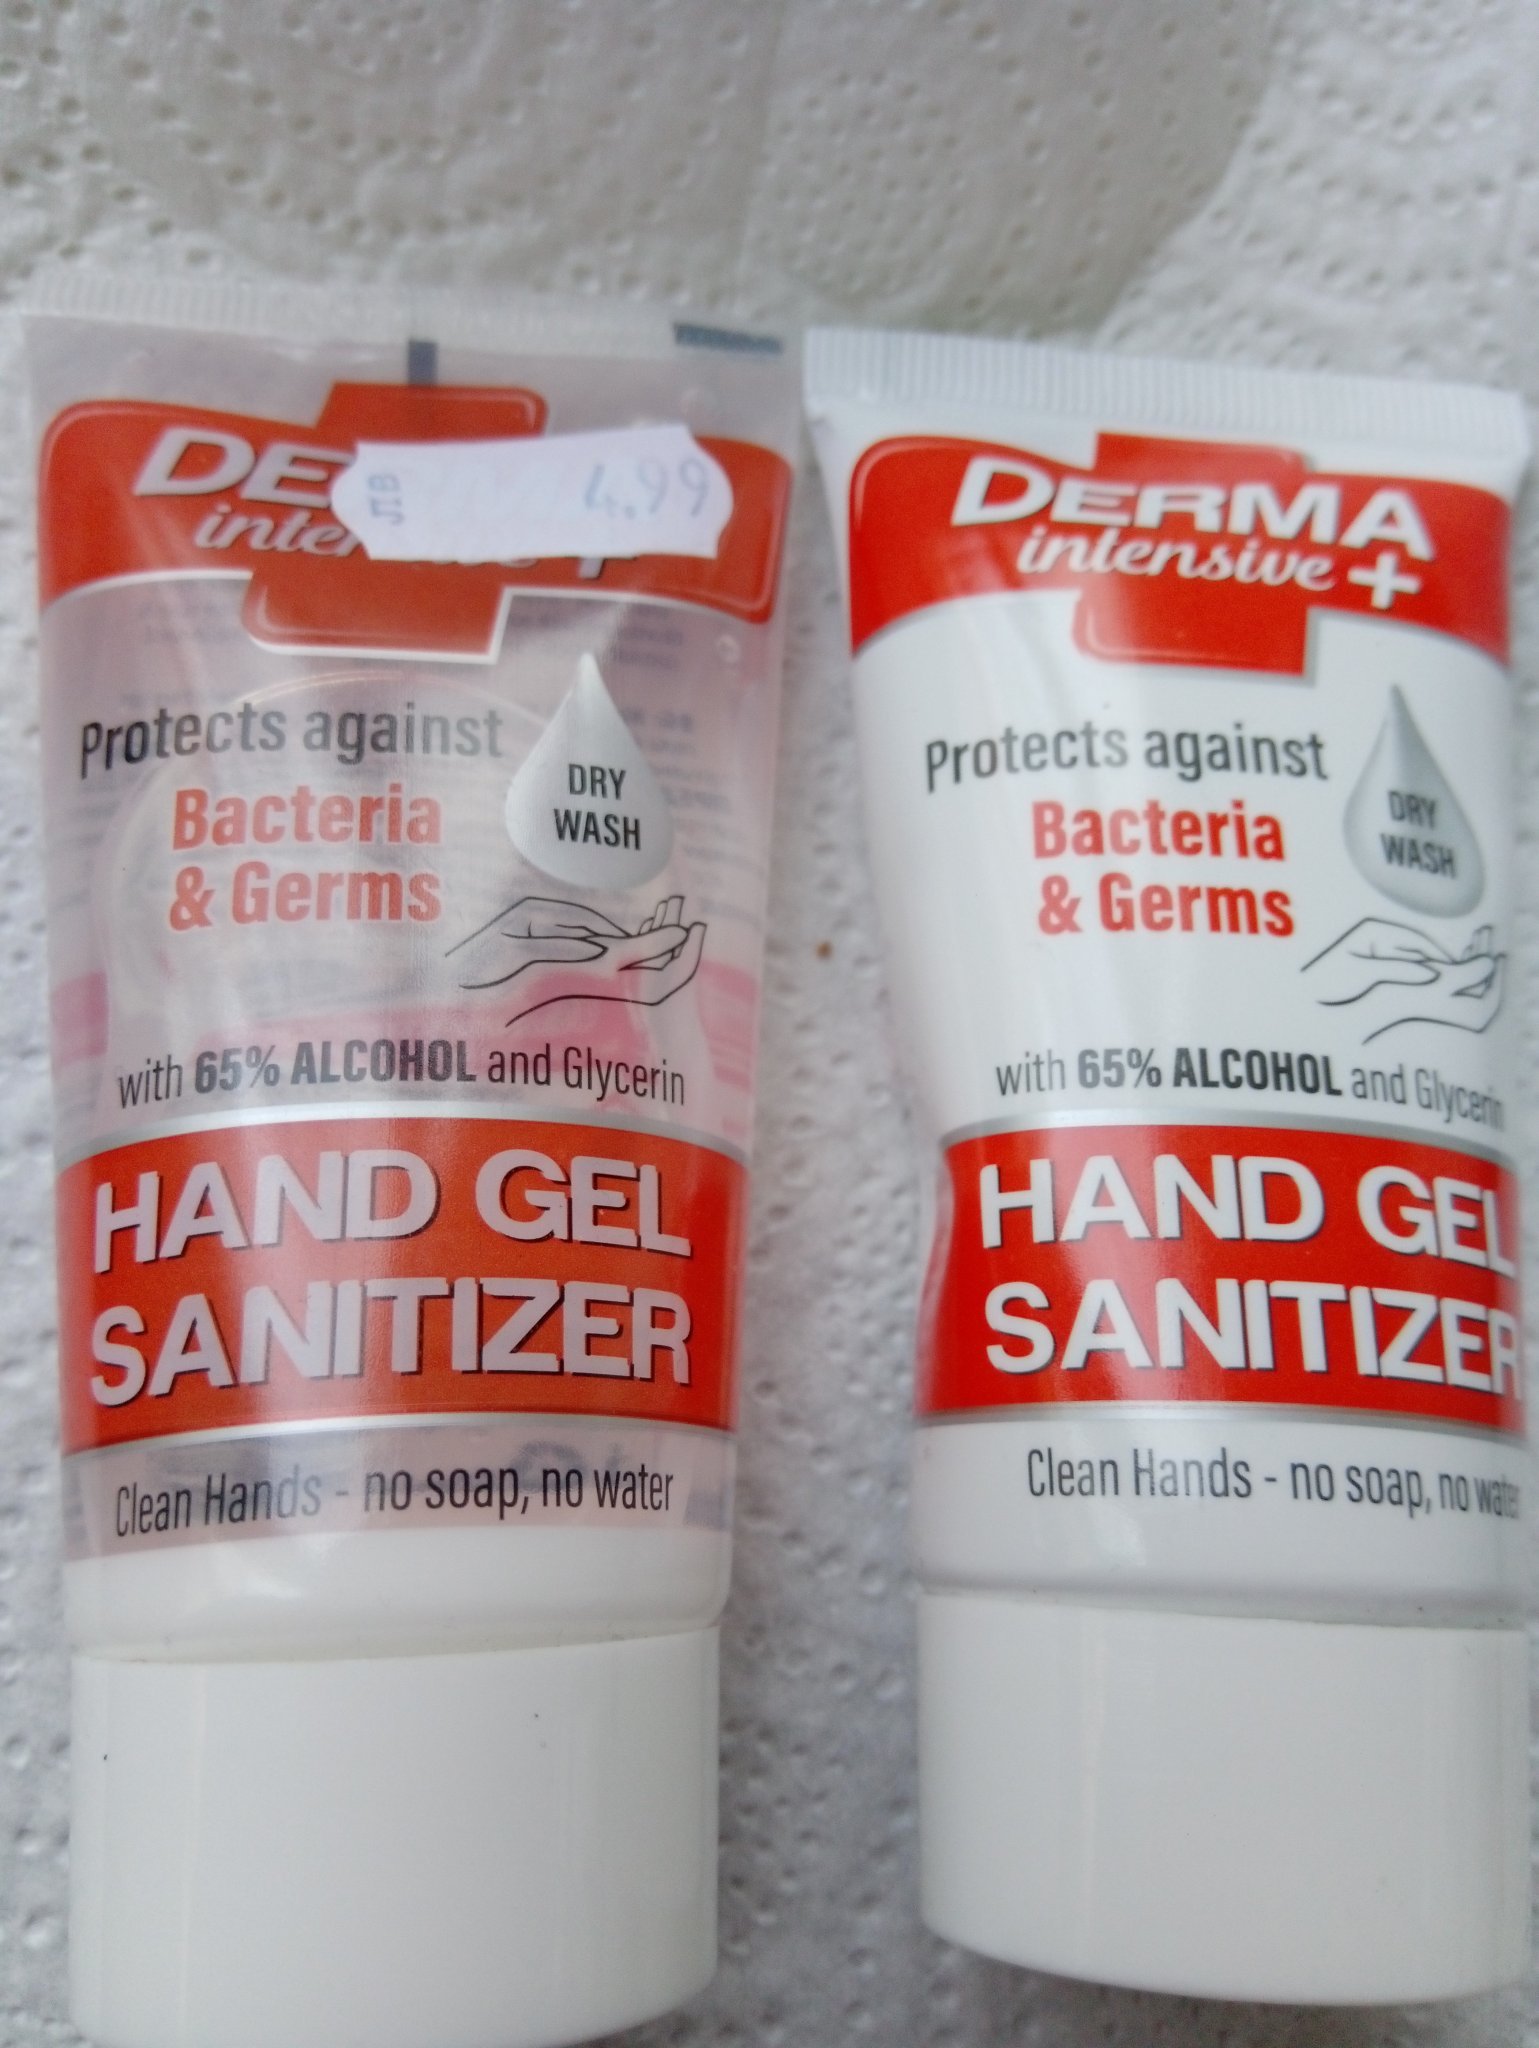 DE
лв 4.99
inte
Protects against
Bacteria
& Germs
DRY
WASH
with 65% ALCOHOL and Glycerin
HAND GEL
SANITIZER
Clean Hands - no soap, no water
DERMA
intensive +
Protects against
Bacteria
& Germs
DRY
WASH
with 65% ALCOHOL and Glycerin
HAND GEL
SANITIZER
Clean Hands - no soap, no water